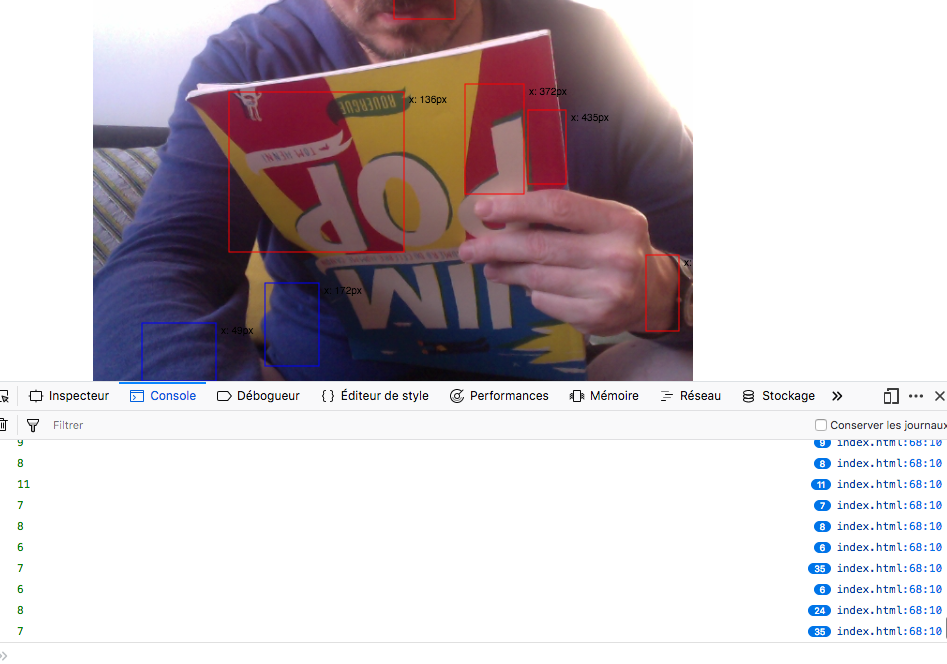 x: 136px
x: 372px
x: 435px
ROUERGUE
TOM HENNI
POP
x:
JIM
x: 172px
x: 49px
Inspecteur
Console
Débogueur
{ } Éditeur de style
Performances
Mémoire
Réseau
Stockage
Filtrer
Conserver les journaux
9 9 index.html:68:10
8 8 index.html:68:10
11 11 index.html:68:10
7 7 index.html:68:10
8 8 index.html:68:10
6 6 index.html:68:10
7 35 index.html:68:10
6 6 index.html:68:10
8 24 index.html:68:10
7 35 index.html:68:10